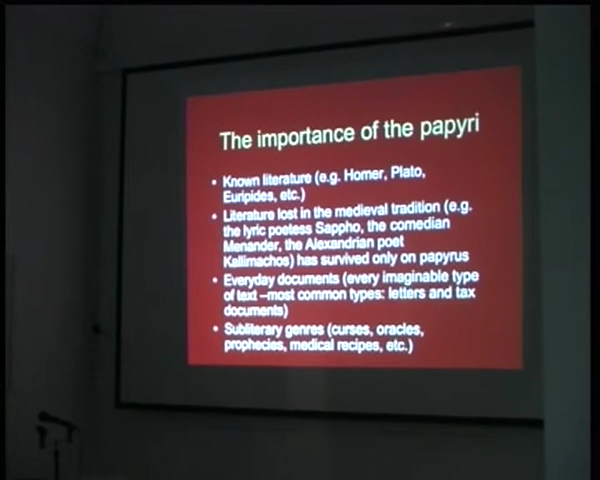 The importance of the papyri
• Known literature (e.g. Homer, Plato,
Euripides, etc.)
• Literature lost in the medieval tradition (e.g.
the lyric poetess Sappho, the comedian
Menander, the Alexandrian poet
Kallimachos) has survived only on papyrus
• Everyday documents (every imaginable type
of text –most common types: letters and tax
documents)
• Subliterary genres (curses, oracles,
prophecies, medical recipes, etc.)